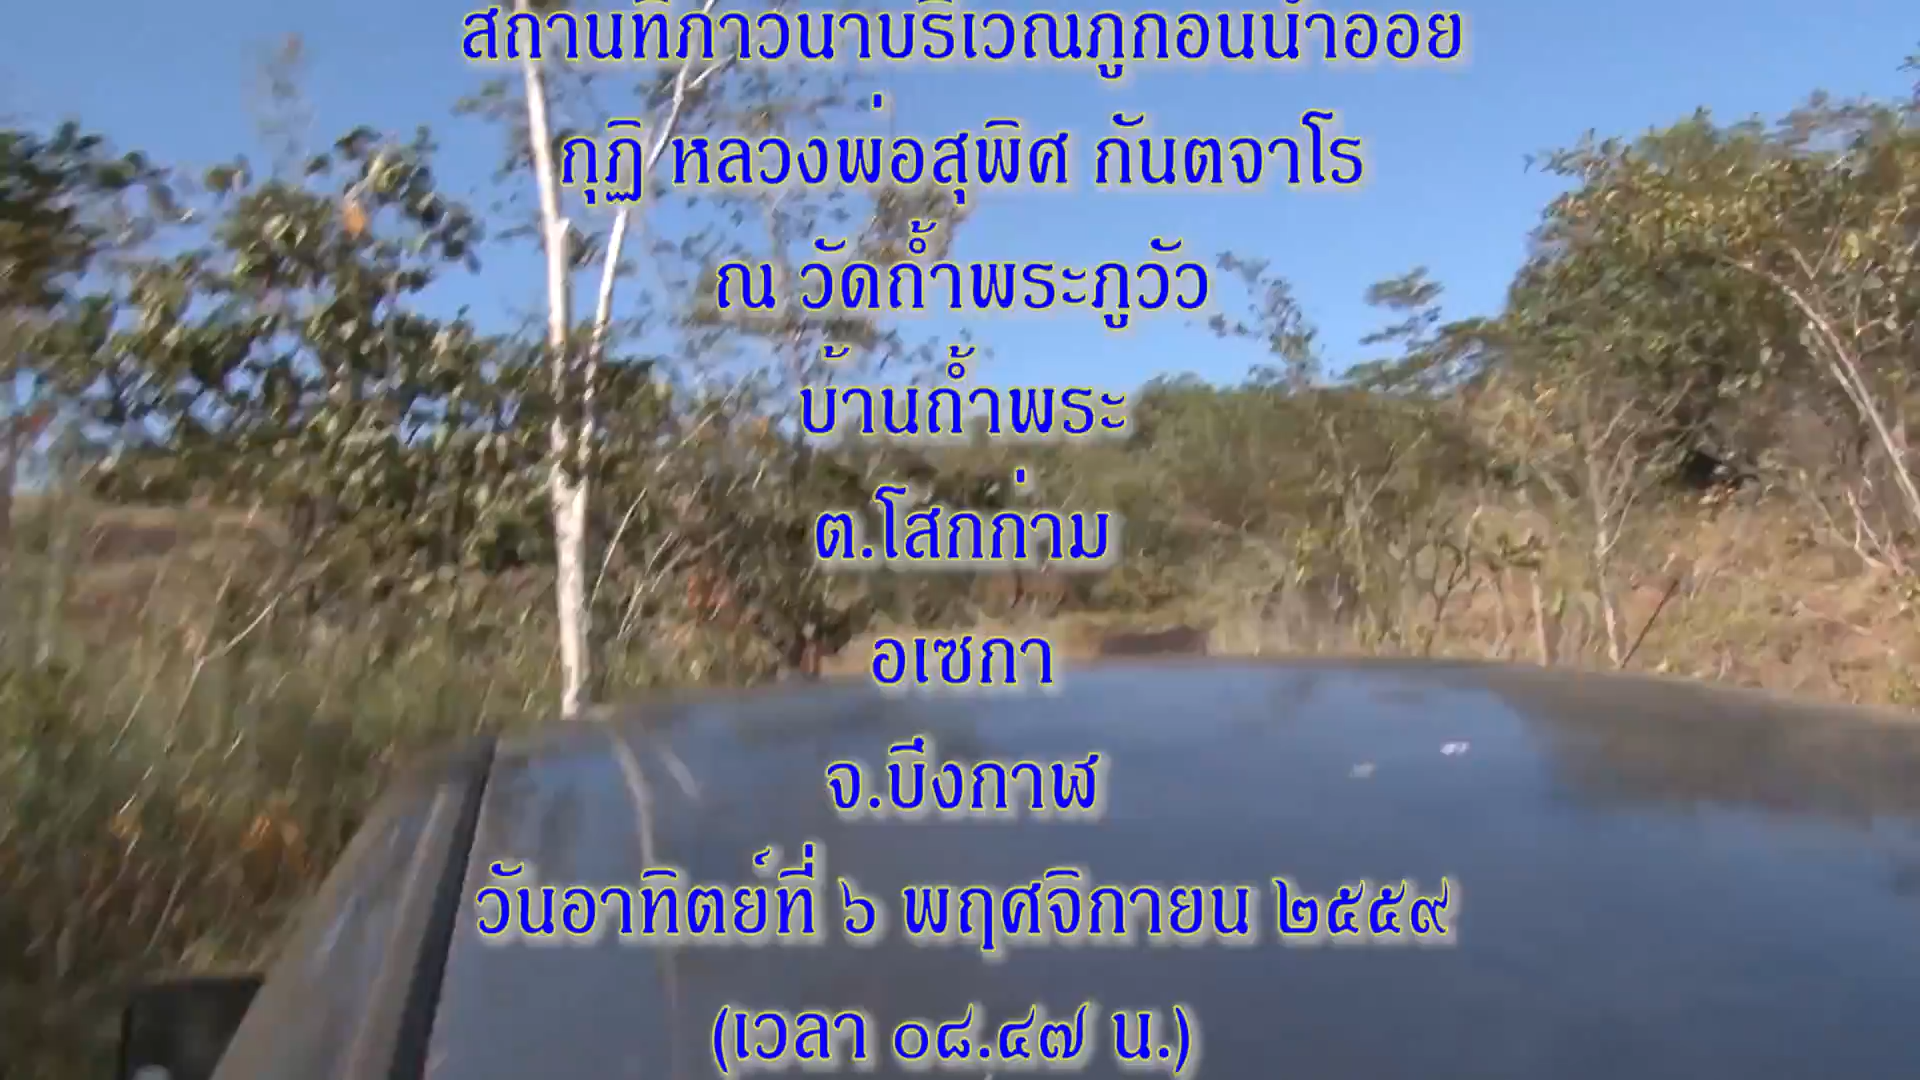 สถานที่ภาวนาบริเวณภูกอนน้ำออย
กุฏิ หลวงพ่อสุพิศ กันตจาโร
ณ วัดถ้ำพระภูวัว
บ้านถ้ำพระ
ต.โสกก่าม
อเซกา
จ.บึงกาฬ
วันอาทิตย์ที่ ๖ พฤศจิกายน ๒๕๕๙
(เวลา ๐๘.๔๗ น.)